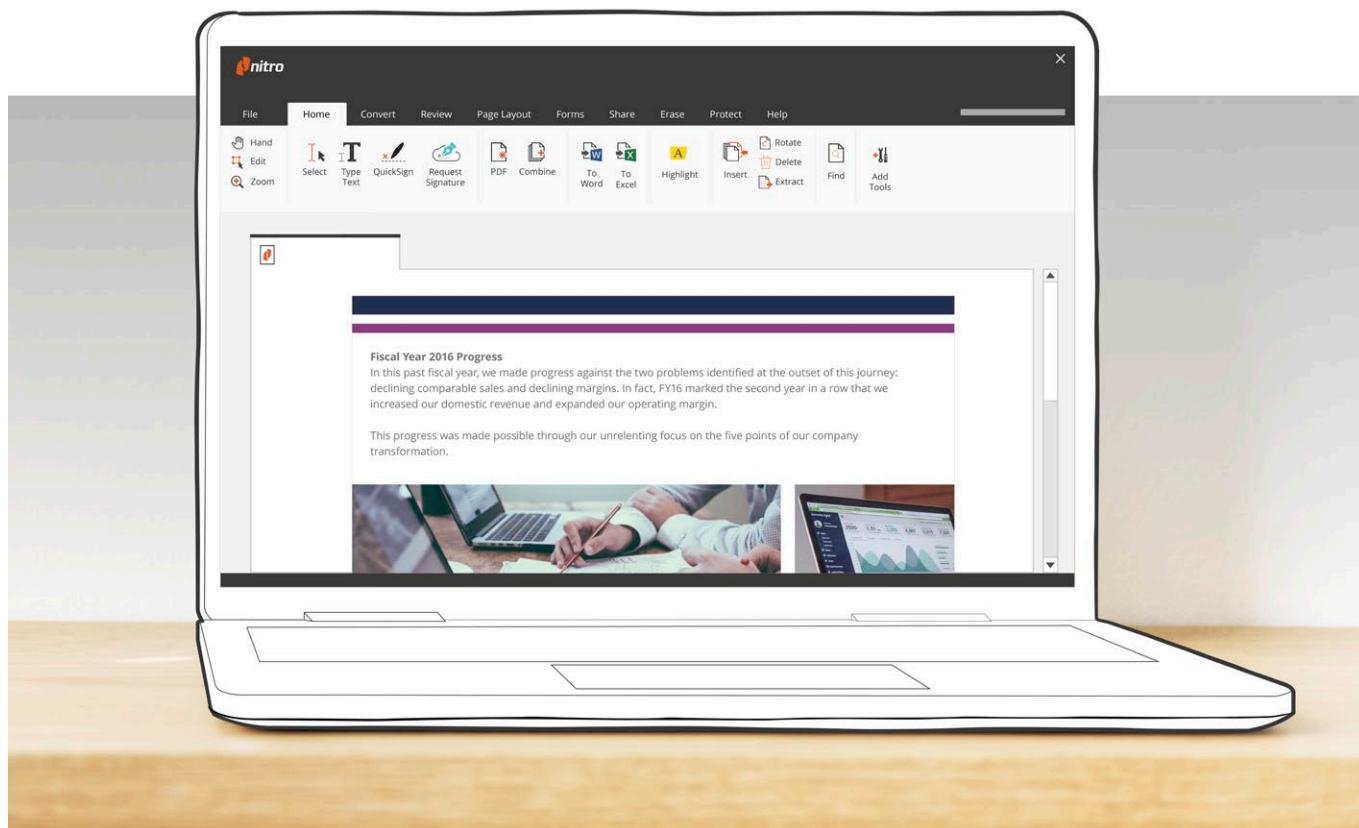 nitro
File Home Convert Review Page Layout Forms Share Erase Protect Help
Hand
Edit
Zoom
Select
Type
Text
QuickSign
Request
Signature
PDF
Combine
To
Word
To
Excel
Highlight
Insert
Rotate
Delete
Extract
Find
Add
Tools
Fiscal Year 2016 Progress
In this past fiscal year, we made progress against the two problems identified at the outset of this journey:
declining comparable sales and declining margins. In fact, FY16 marked the second year in a row that we
increased our domestic revenue and expanded our operating margin.
This progress was made possible through our unrelenting focus on the five points of our company
transformation.